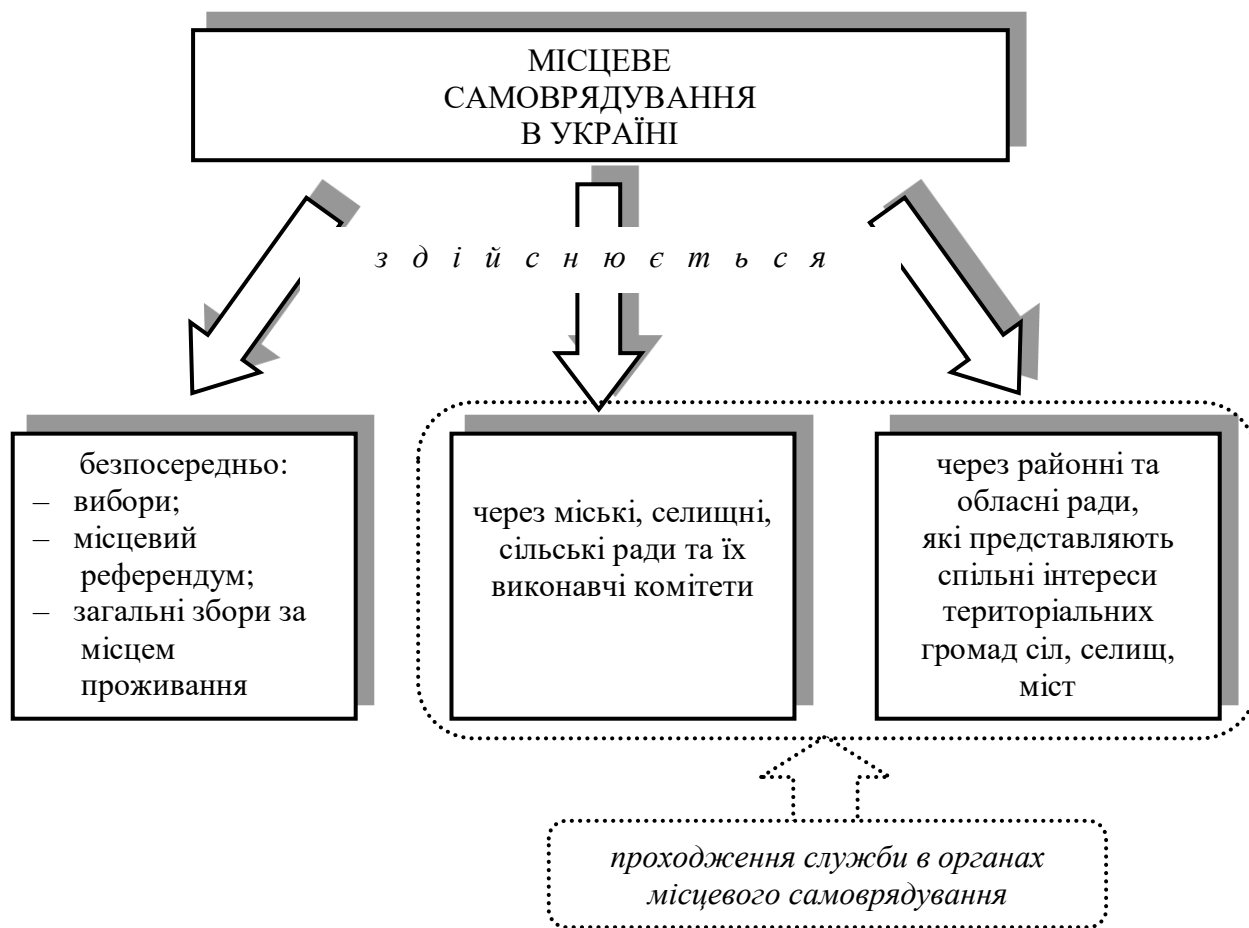 МІСЦЕВЕ
САМОВРЯДУВАННЯ
В УКРАЇНІ
здійснюється
безпосередньо:
– вибори;
– місцевий
референдум;
– загальні збори за
місцем
проживання
через міські, селищні,
сільські ради та їх
виконавчі комітети
через районні та
обласні ради,
які представляють
спільні інтереси
територіальних
громад сіл, селищ,
міст
проходження служби в органах
місцевого самоврядування